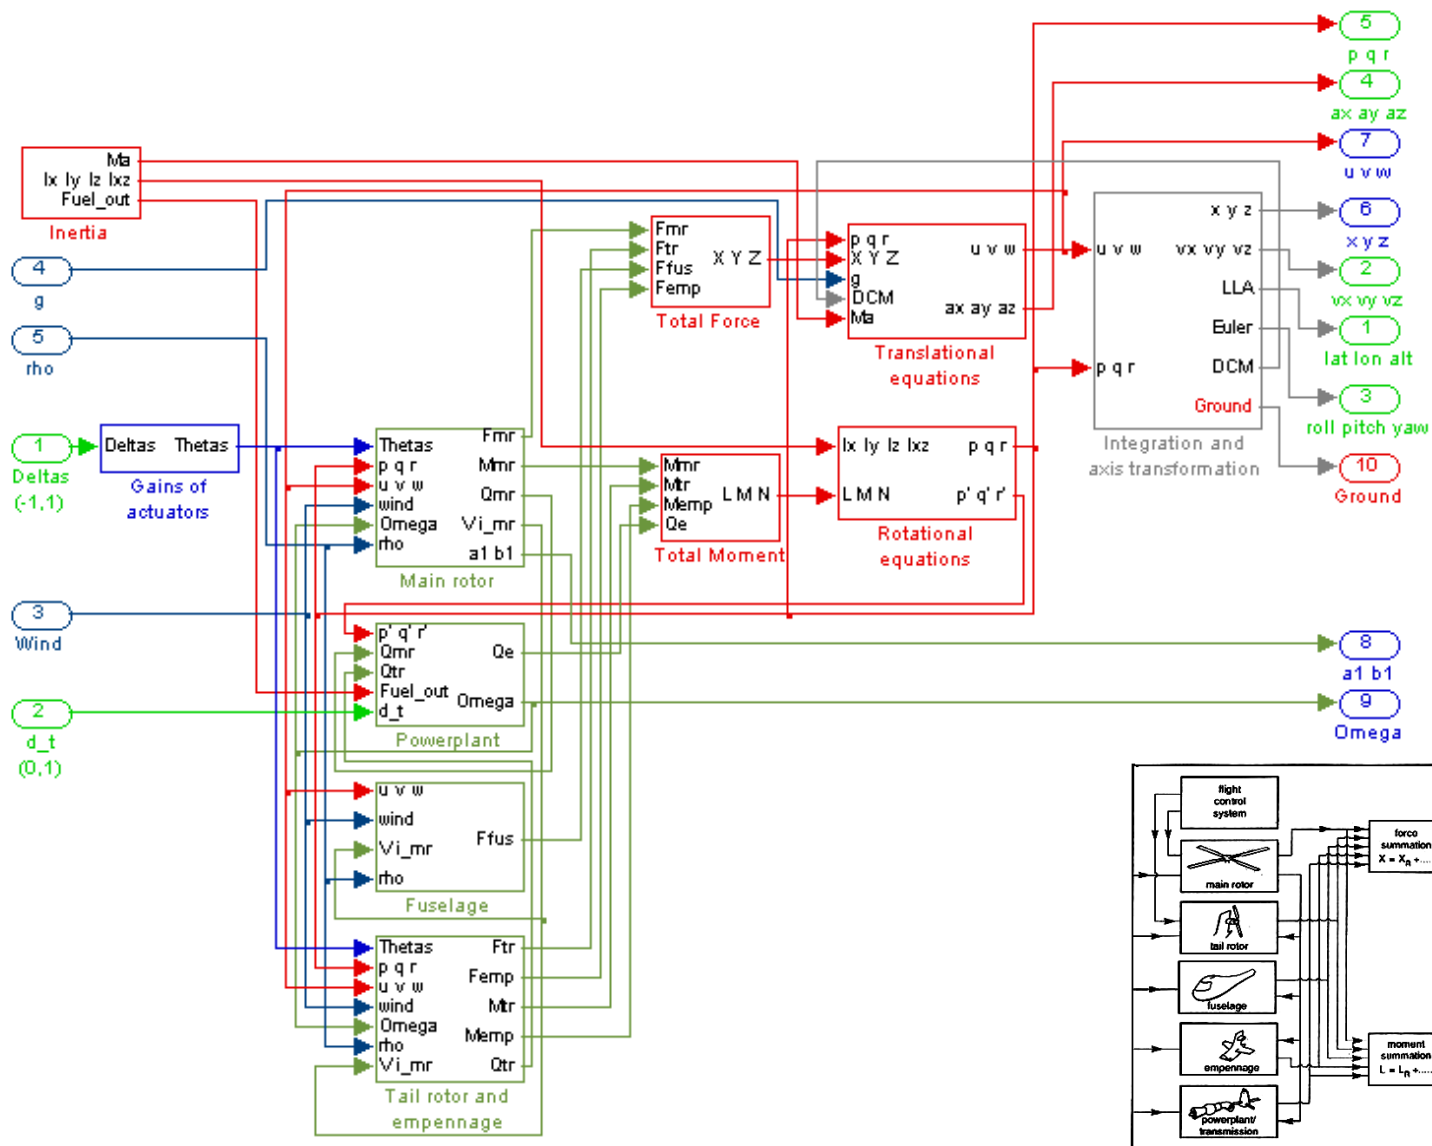 5
p q r
4
ax ay az
7
u v w
6
x y z
2
vx vy vz
1
lat lon alt
3
roll pitch yaw
10
Ground
8
a1 b1
9
Omega
Ma
Ix Iy Iz Ixz
Fuel_out
Inertia
4
g
5
rho
1
Deltas
(-1,1)
3
Wind
2
d_t
(0,1)
Deltas Thetas
Gains of
actuators
Thetas
p q r
u v w
wind
Omega
rho
Fmr
Mmr
Qmr
Vi_mr
a1 b1
Main rotor
p' q' r'
Qmr
Qtr
Fuel_out
d_t
Qe
Omega
Powerplant
u v w
wind
Vi_mr
rho
Ffus
Fuselage
Thetas
p q r
u v w
wind
Omega
rho
Vi_mr
Ftr
Femp
Mtr
Memp
Qtr
Tail rotor and
empennage
Fmr
Ftr
Ffus
Femp
X Y Z
Total Force
Mmr
Mtr
Memp
Qe
L M N
Total Moment
p q r
X Y Z
g
DCM
Ma
u v w
ax ay az
Translational
equations
Ix Iy Iz Ixz
L M N
p q r
p' q' r'
Rotational
equations
u v w
p q r
x y z
vx vy vz
LLA
Euler
DCM
Ground
Integration and
axis transformation
flight
control
system
main rotor
tail rotor
fuselage
empennage
powerplant/
transmission
force
summation
X = XR +....
moment
summation
L = LR +....